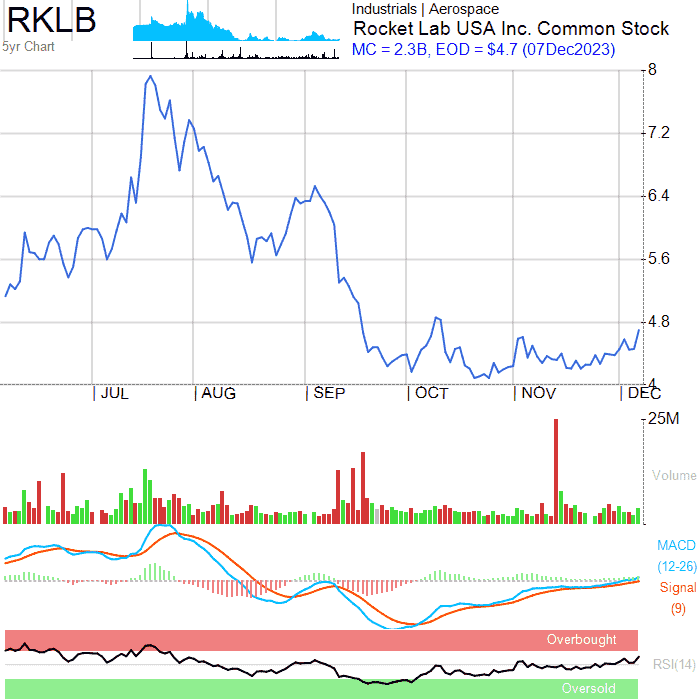 RKLB
5yr Chart
Industrials | Aerospace
Rocket Lab USA Inc. Common Stock
MC = 2.3B, EOD = $4.7 (07Dec2023)
8
7.2
6.4
5.6
4.8
4
JUL AUG SEP OCT NOV DEC
25M
Volume
MACD
(12-26)
Signal
(9)
Overbought
RSI(14)
Oversold